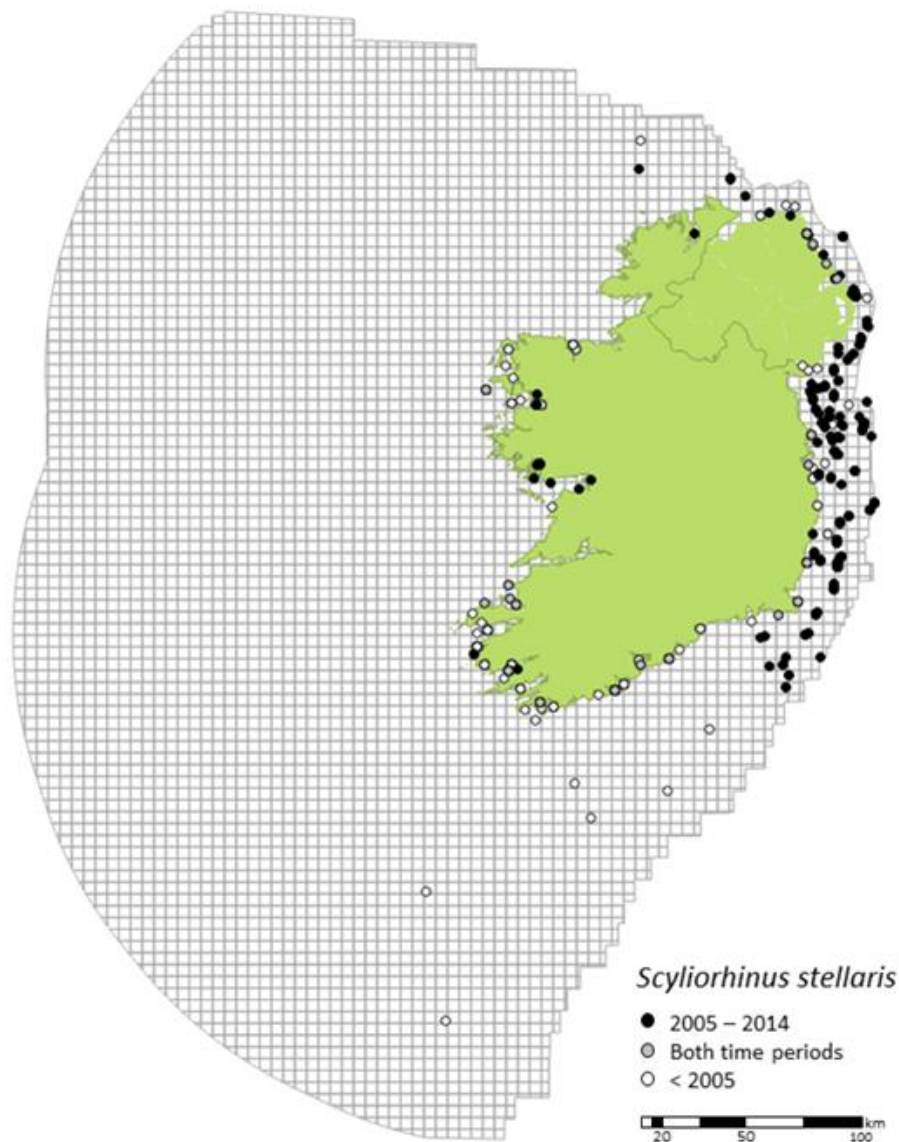 Scyliorhinus stellaris
2005 – 2014
Both time periods
< 2005
km
20 50 100